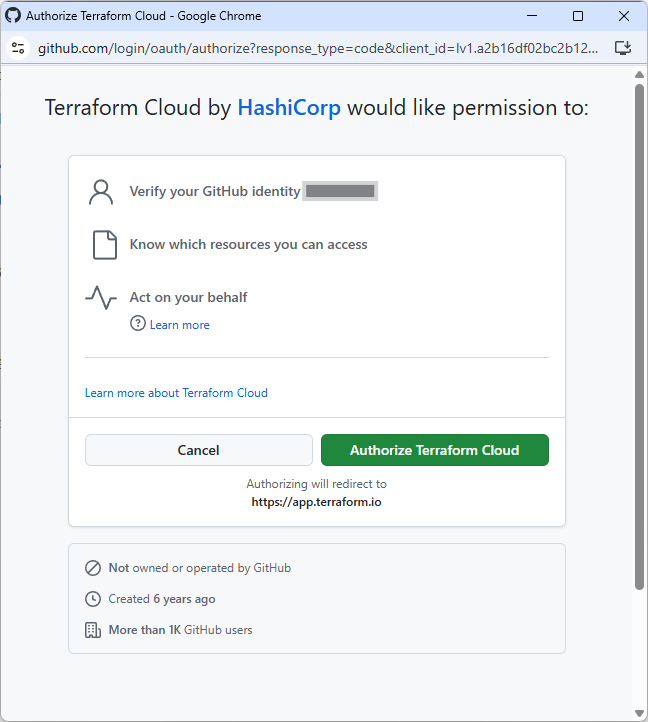 Authorize Terraform Cloud - Google Chrome
github.com/login/oauth/authorize?response_type=code&client_id=Iv1.a2b16df02bc2b12...
Terraform Cloud by HashiCorp would like permission to:
Verify your GitHub identity
Know which resources you can access
Act on your behalf
Learn more
Learn more about Terraform Cloud
Cancel
Authorize Terraform Cloud
Authorizing will redirect to
https://app.terraform.io
Not owned or operated by GitHub
Created 6 years ago
More than 1K GitHub users